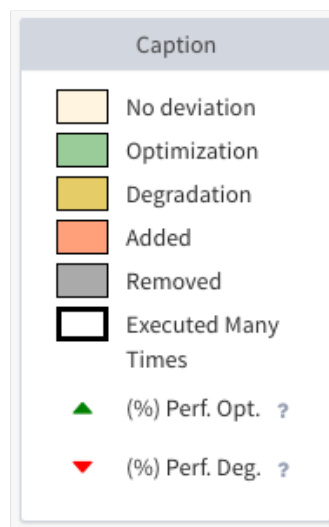 Caption
No deviation
Optimization
Degradation
Added
Removed
Executed Many
Times
(%) Perf. Opt. ?
(%) Perf. Deg. ?